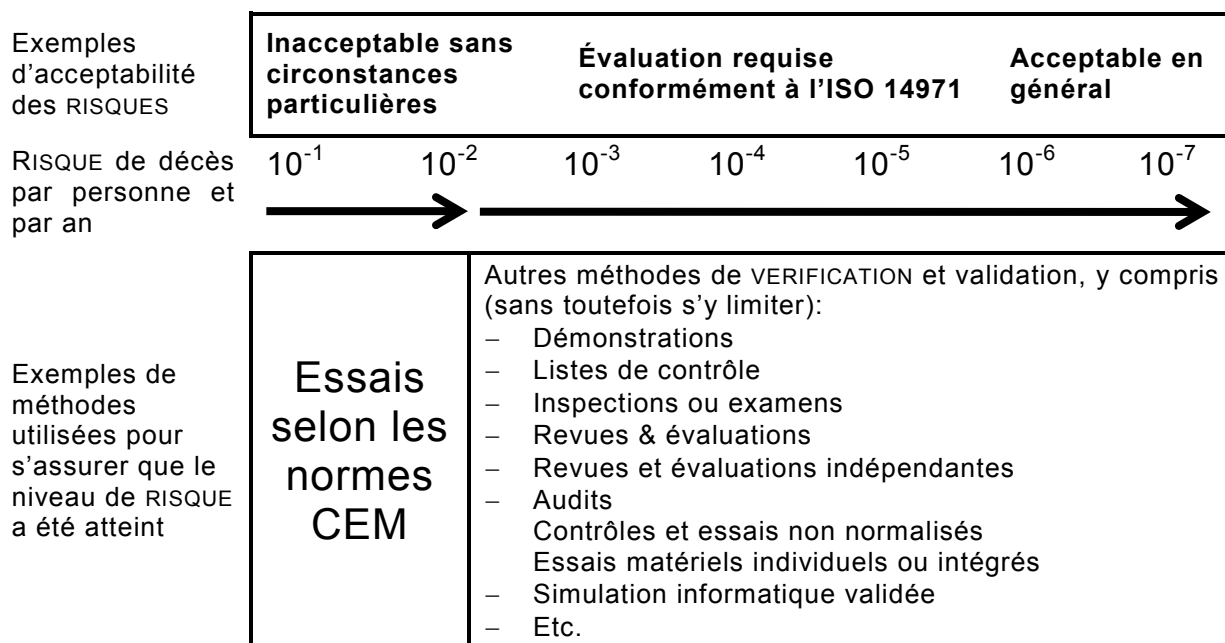 Exemples
d'acceptabilité
des RISQUES
Inacceptable sans
circonstances
particulières
Évaluation requise
conformément à l'ISO 14971
Acceptable en
général
RISQUE de décès
par personne et
par an
10⁻¹ 10⁻² 10⁻³ 10⁻⁴ 10⁻⁵ 10⁻⁶ 10⁻⁷
Exemples de
méthodes
utilisées pour
s'assurer que le
niveau de RISQUE
a été atteint
Essais
selon les
normes
CEM
Autres méthodes de VERIFICATION et validation, y compris
(sans toutefois s'y limiter):
– Démonstrations
– Listes de contrôle
– Inspections ou examens
– Revues & évaluations
– Revues et évaluations indépendantes
– Audits
Contrôles et essais non normalisés
Essais matériels individuels ou intégrés
– Simulation informatique validée
– Etc.